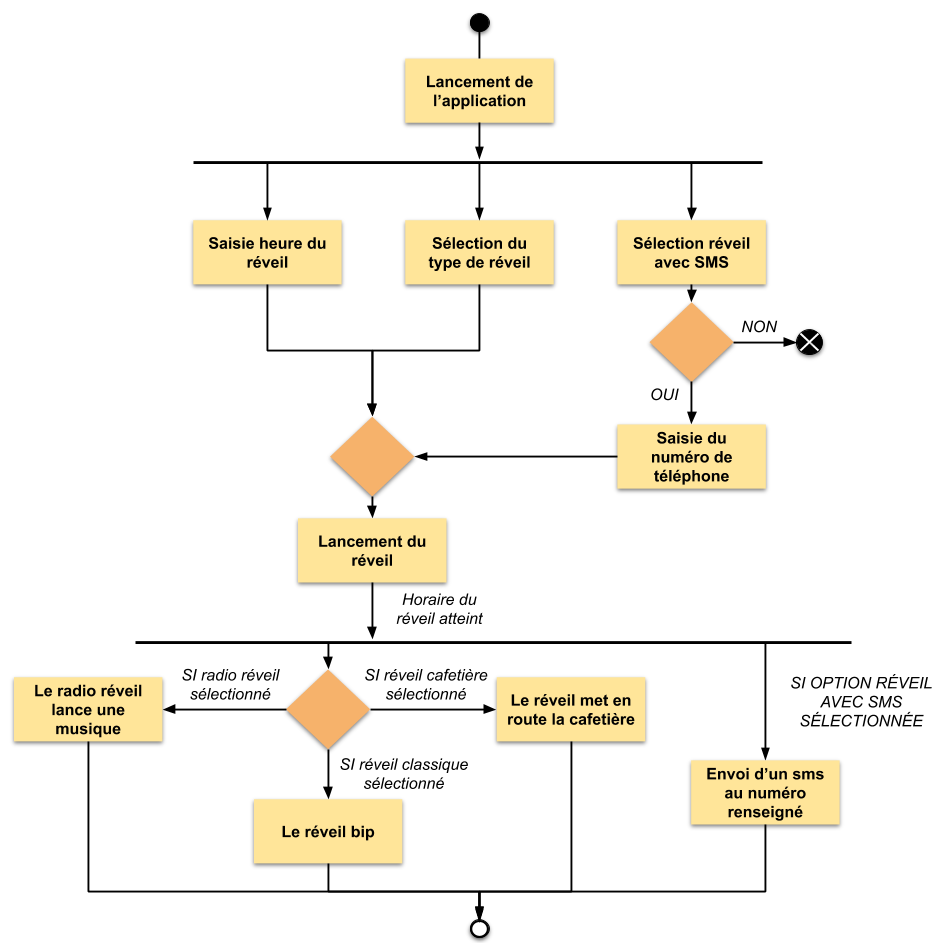 Lancement de
l’application
Saisie heure du
réveil
Sélection du
type de réveil
Sélection réveil
avec SMS
NON
OUI
Saisie du
numéro de
téléphone
Lancement du
réveil
Horaire du
réveil atteint
SI radio réveil
sélectionné
SI réveil cafetière
sélectionné
Le radio réveil
lance une
musique
Le réveil met en
route la cafetière
SI OPTION RÉVEIL
AVEC SMS
SÉLECTIONNÉE
SI réveil classique
sélectionné
Envoi d’un sms
au numéro
renseigné
Le réveil bip